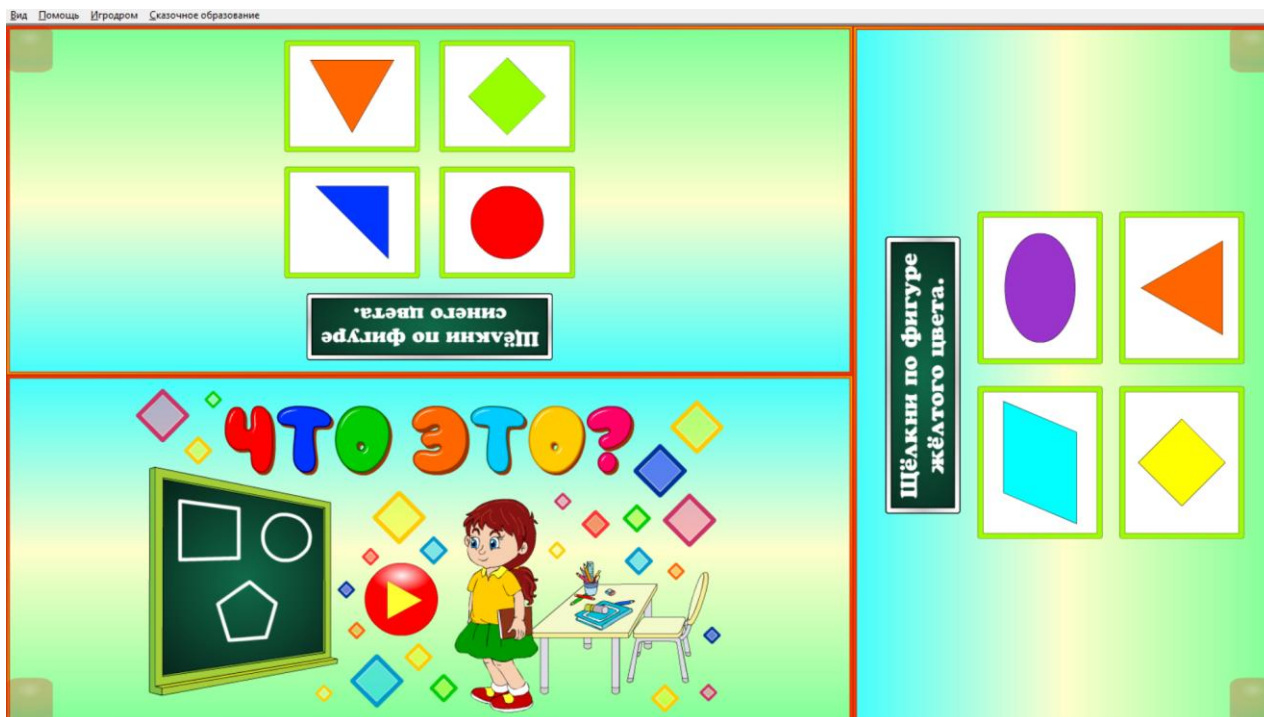 Вид Помощь Игродром Сказочное образование
Щёлкни по фигуре
синего цвета.
ЧТО ЭТО?
Щёлкни по фигуре
жёлтого цвета.